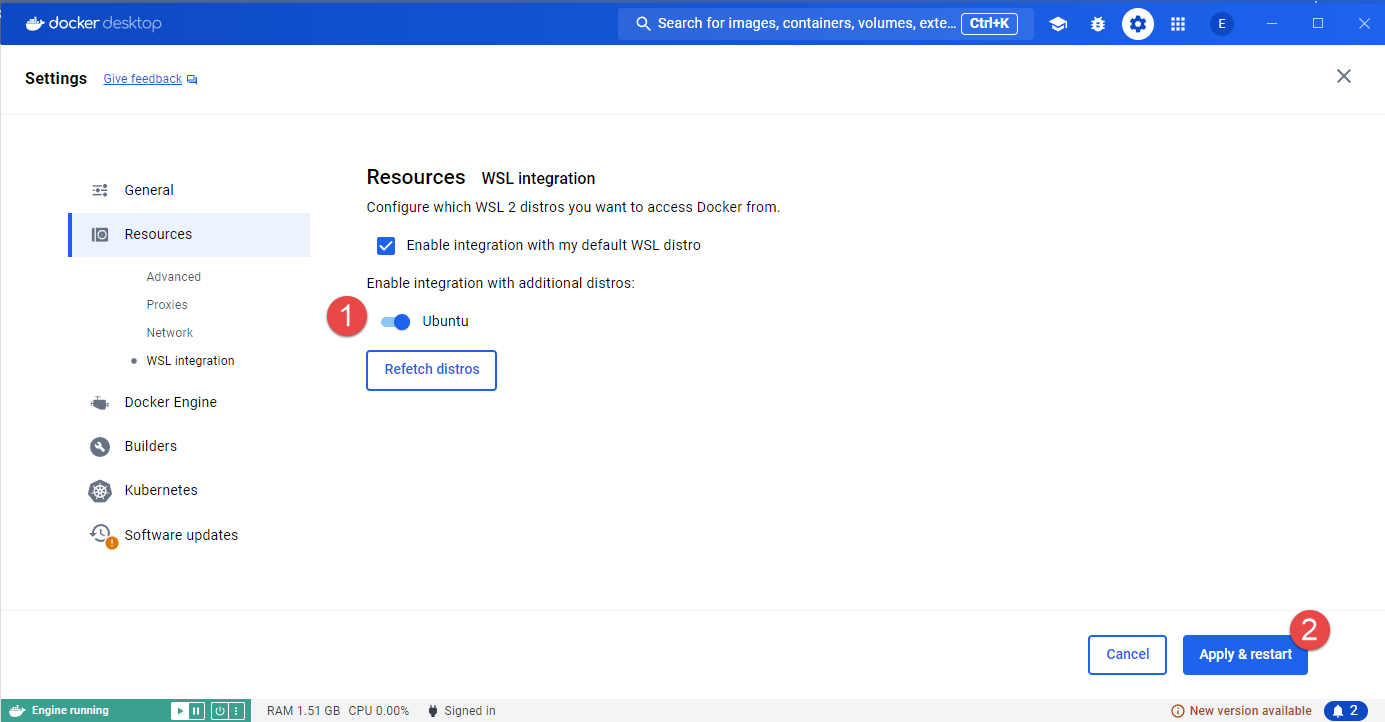 docker desktop
Search for images, containers, volumes, exte... Ctrl+K
E
Settings
Give feedback
General
Resources
Advanced
Proxies
Network
WSL integration
Docker Engine
Builders
Kubernetes
Software updates
Resources WSL integration
Configure which WSL 2 distros you want to access Docker from.
Enable integration with my default WSL distro
Enable integration with additional distros:
1
Ubuntu
Refetch distros
2
Cancel
Apply & restart
Engine running
RAM 1.51 GB CPU 0.00%
Signed in
New version available
2